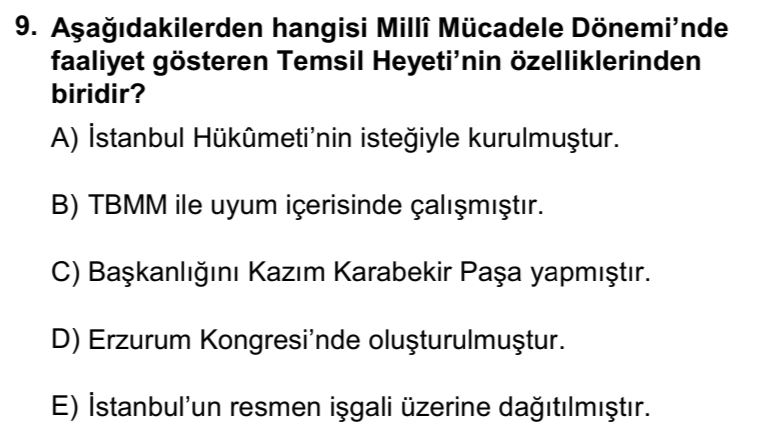 9. Aşağıdakilerden hangisi Millî Mücadele Dönemi’nde
faaliyet gösteren Temsil Heyeti’nin özelliklerinden
biridir?
A) İstanbul Hükûmeti’nin isteğiyle kurulmuştur.
B) TBMM ile uyum içerisinde çalışmıştır.
C) Başkanlığını Kazım Karabekir Paşa yapmıştır.
D) Erzurum Kongresi’nde oluşturulmuştur.
E) İstanbul’un resmen işgali üzerine dağıtılmıştır.